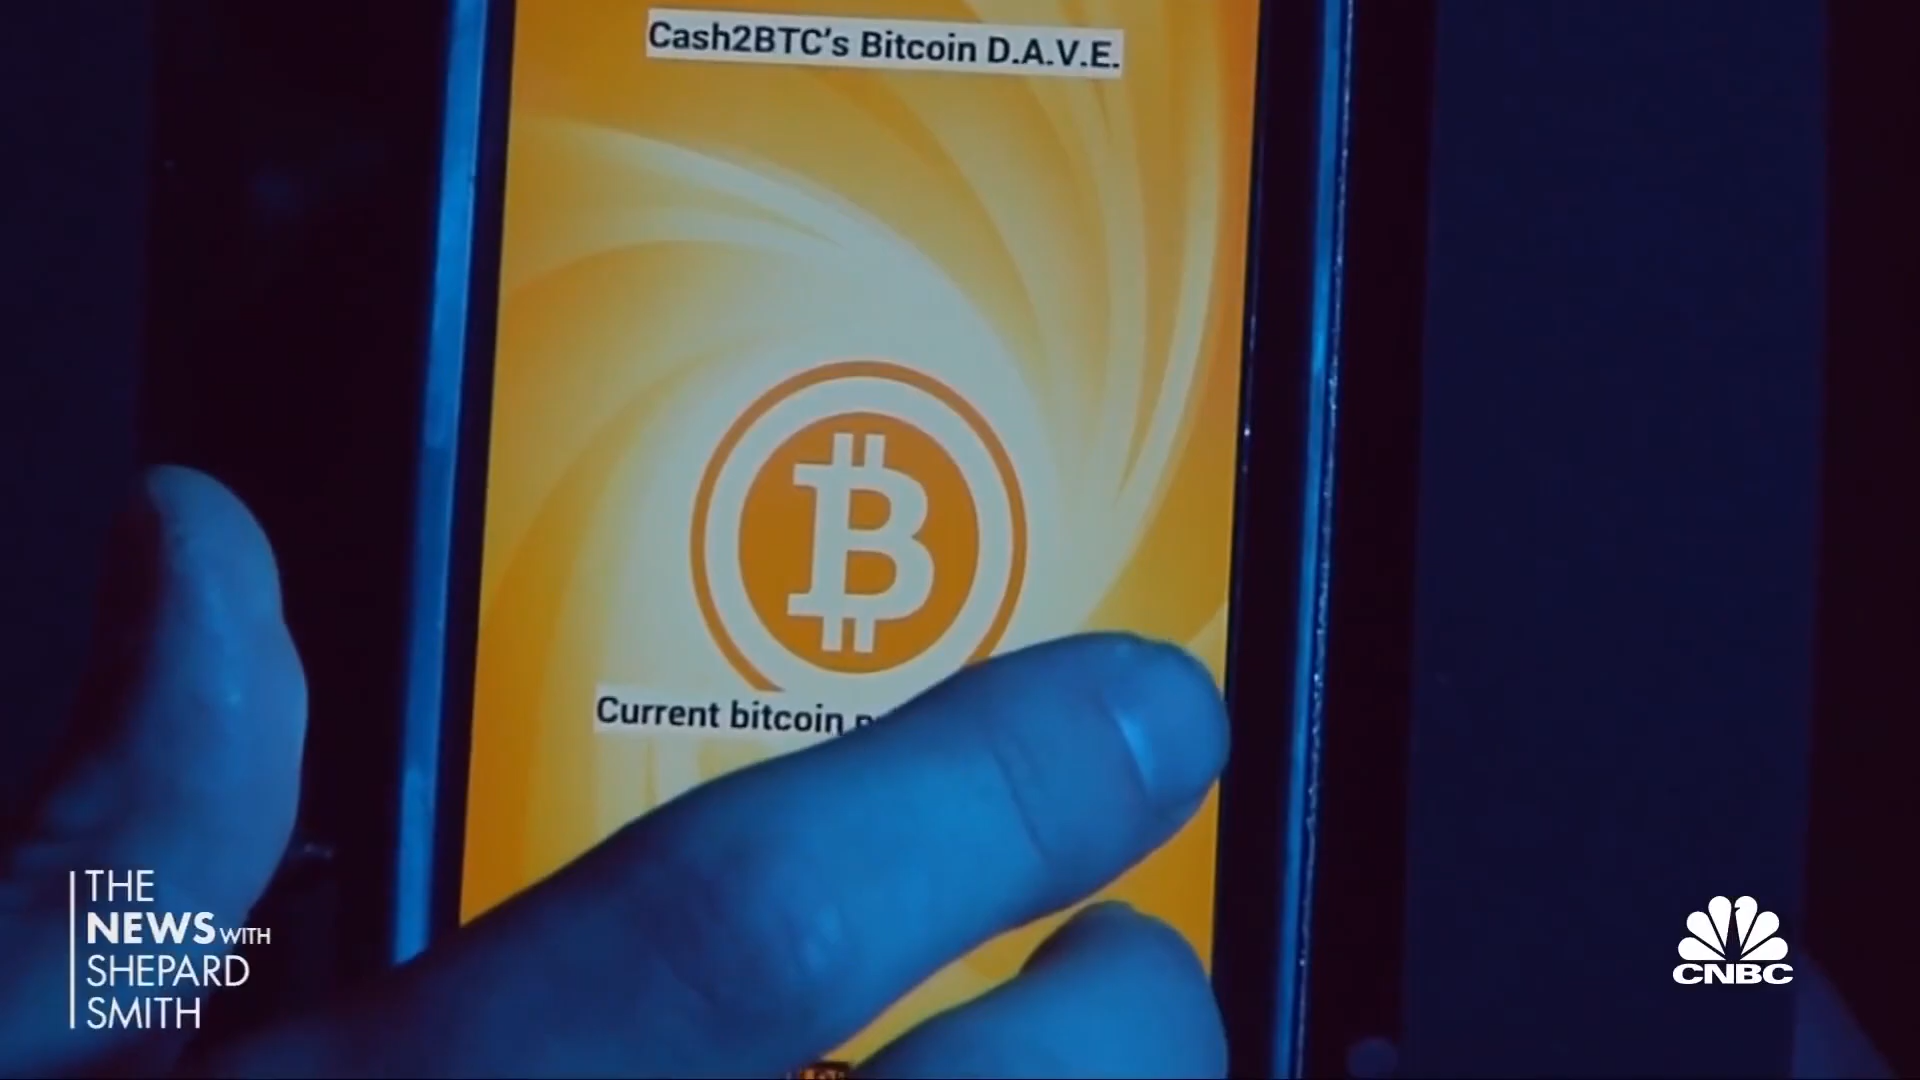 Cash2BTC's Bitcoin D.A.V.E.
Current bitcoin
THE
NEWS WITH
SHEPARD
SMITH
CNBC